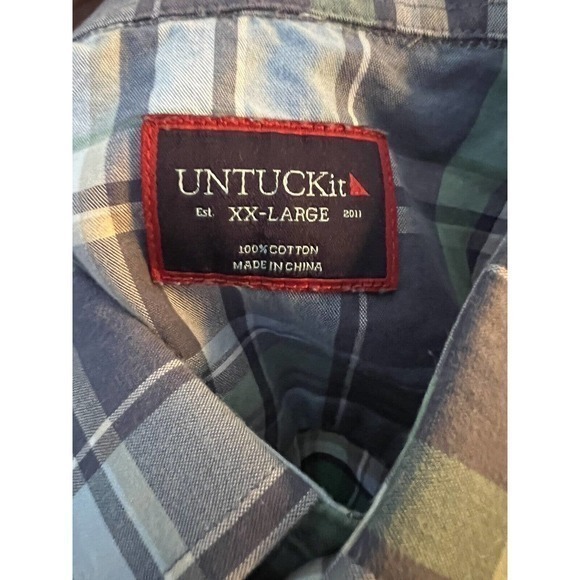 UNTUCKit
Est. XX-LARGE 2011
100% COTTON
MADE IN CHINA